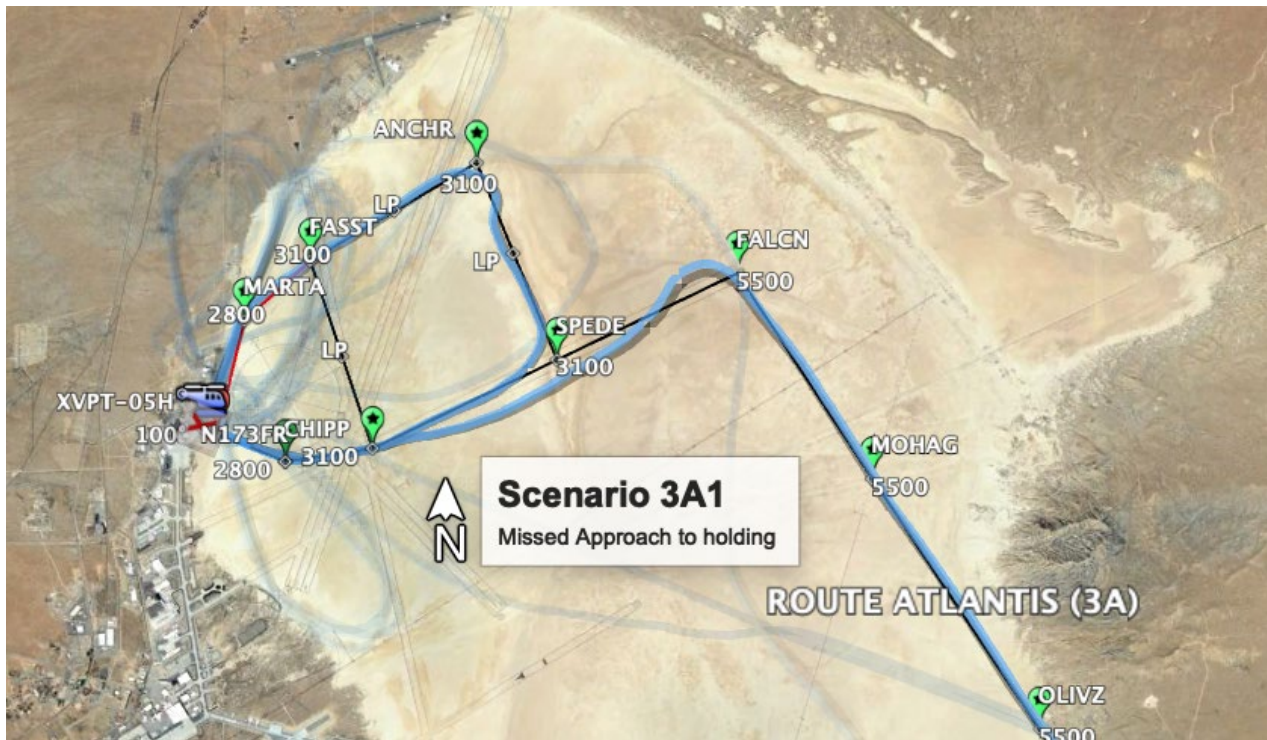 ANCHR
3100
LP
FASST
3100
LP
FALCN
5500
MARTA
2800
SPEDE
3100
LP
XVPT-05H
100
N173FR
CHIPP
2800
3100
MOHAG
5500
N
Scenario 3A1
Missed Approach to holding
ROUTE ATLANTIS (3A)
OLIVZ
5500